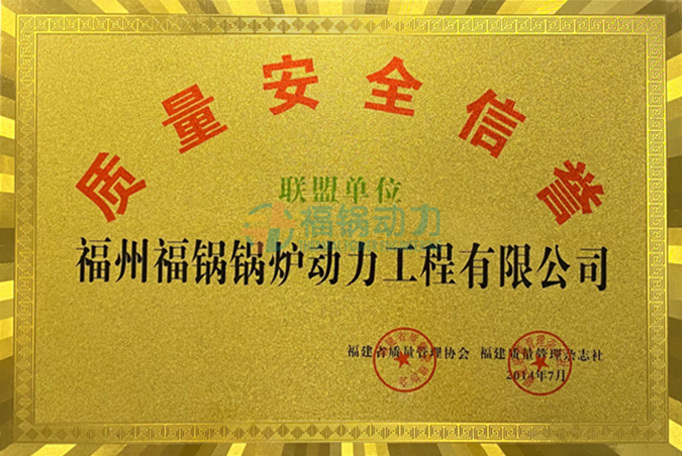 质量安全信誉
联盟单位
福锅动力
福州福锅锅炉动力工程有限公司
福建省质量管理协会 福建质量管理杂志社
2014年7月